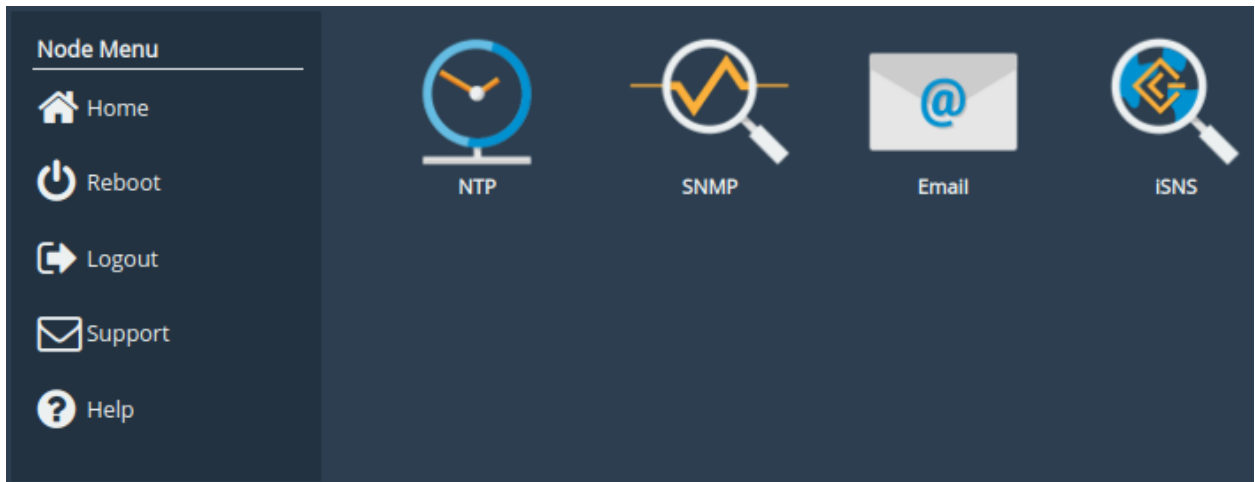 Node Menu
Home
Reboot
Logout
Support
Help
NTP
SNMP
@
Email
iSNS